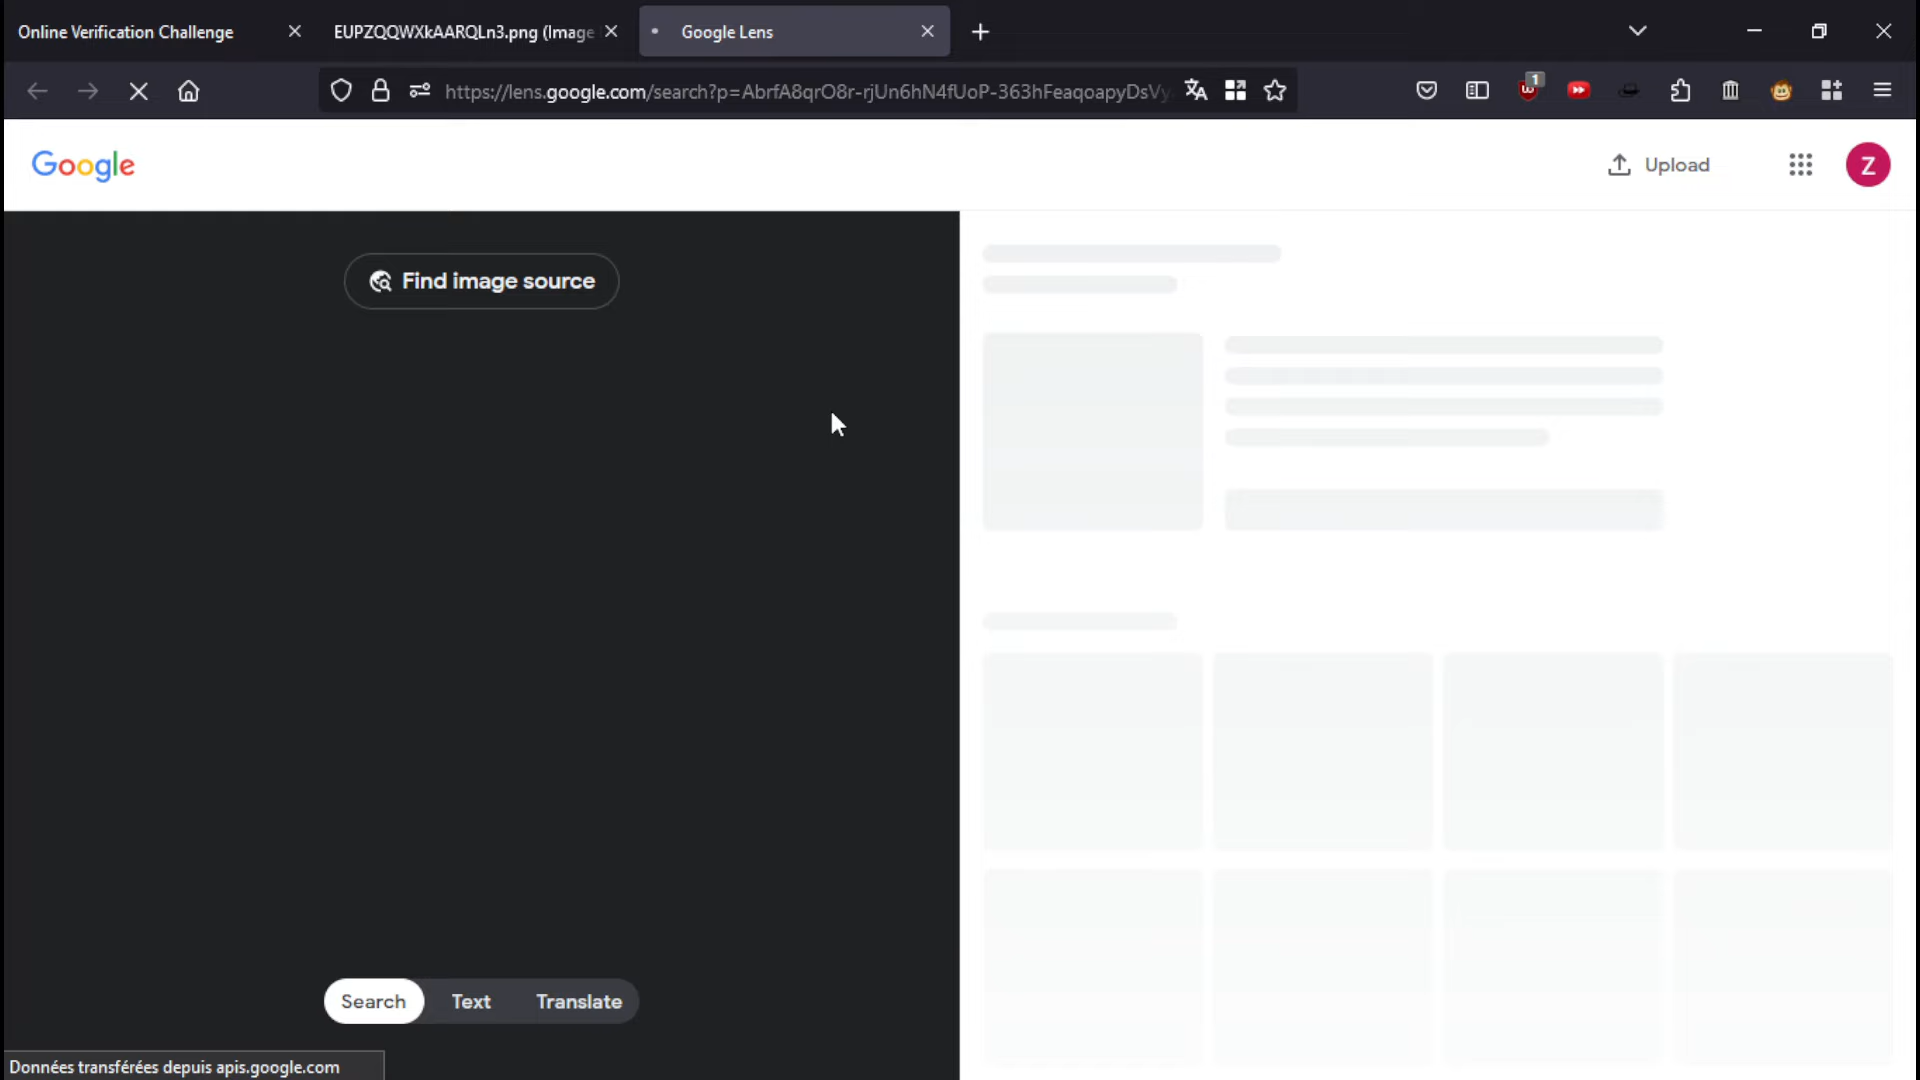 Online Verification Challenge
EUPZQQWXkAARQLn3.png (Image
Google Lens
https://lens.google.com/search?p=AbrfA8qrO8r-rjUn6hN4fUoP-363hFeaqoapyDsVy
1
Google
Upload
Z
Find image source
Search Text Translate
Données transférées depuis apis.google.com